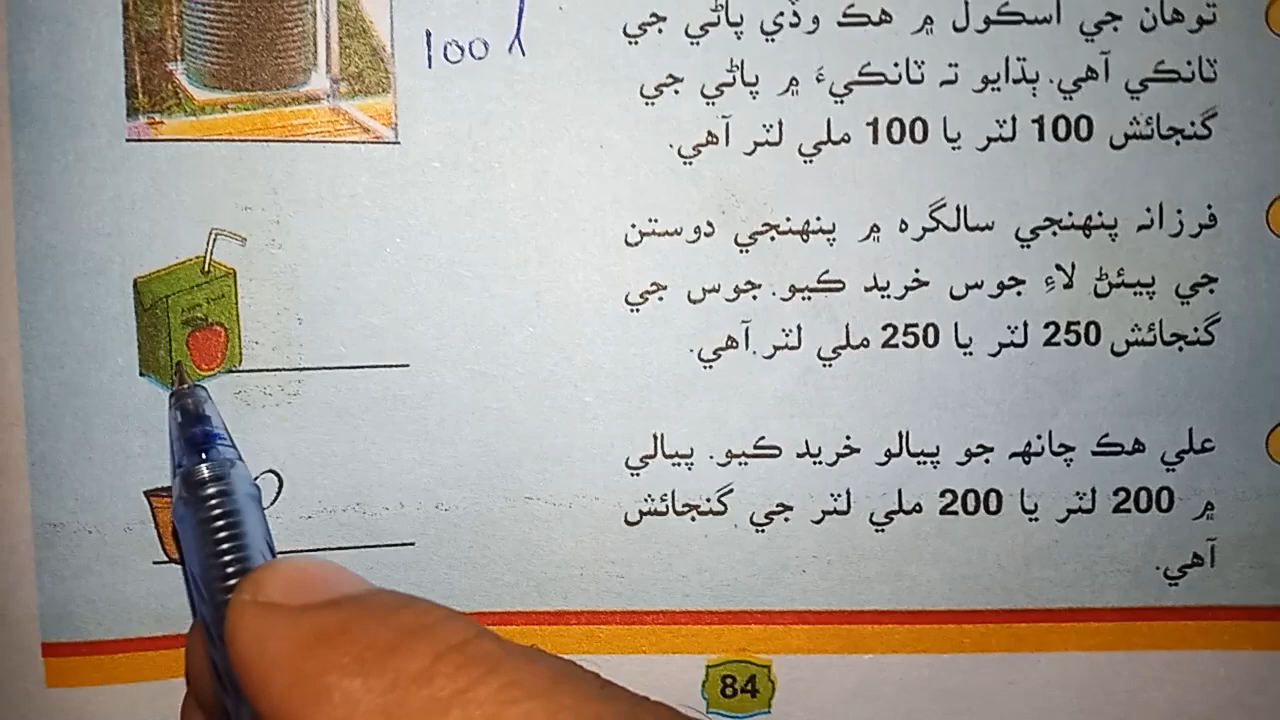 توهان جي اسڪول ۾ هڪ وڏي پاڻي جي
ٽانڪي آهي. ٻڌايو تہ ٽانڪيءَ ۾ پاڻي جي
گنجائش 100 لٽر يا 100 ملي لٽر آهي.
100 l
فرزانہ پنهنجي سالگره ۾ پنهنجي دوستن
جي پيئڻ لاءِ جوس خريد ڪيو. جوس جي
گنجائش 250 لٽر يا 250 ملي لٽر آهي.
علي هڪ چانهہ جو پيالو خريد ڪيو. پيالي
۾ 200 لٽر يا 200 ملي لٽر جي گنجائش
آهي.
84